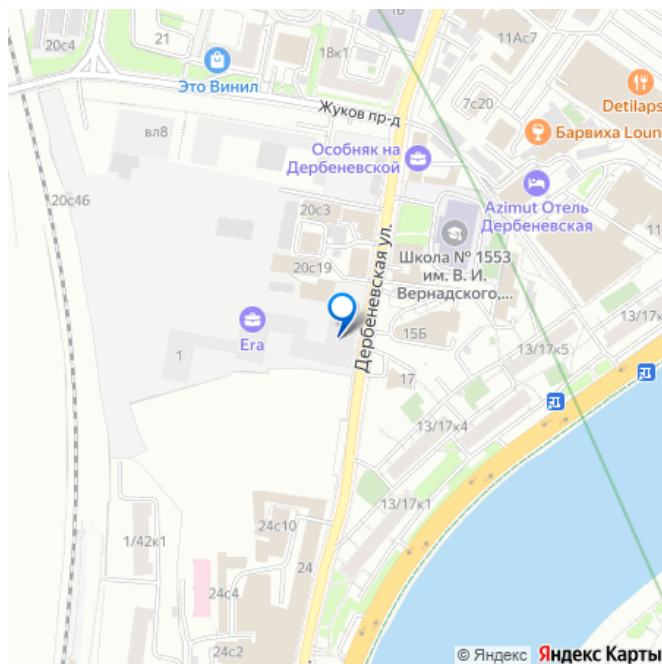 20с4
21
16
11Ас7
18к1
Это Винил
7с20
Detilaps
Жуков пр-д
вл8
Барвиха Loun
Особняк на
Дербеневской
20с46
20с3
Azimut Отель
Дербеневская
Школа № 1553
им. В. И.
Вернадского,...
20с19
Дербеневская ул.
15Б
Era
1
13/17к
13/17к5
17
13/17к4
13/17к1
24с10
1/42к1
24
24с4
24с2
© Яндекс Яндекс Карты